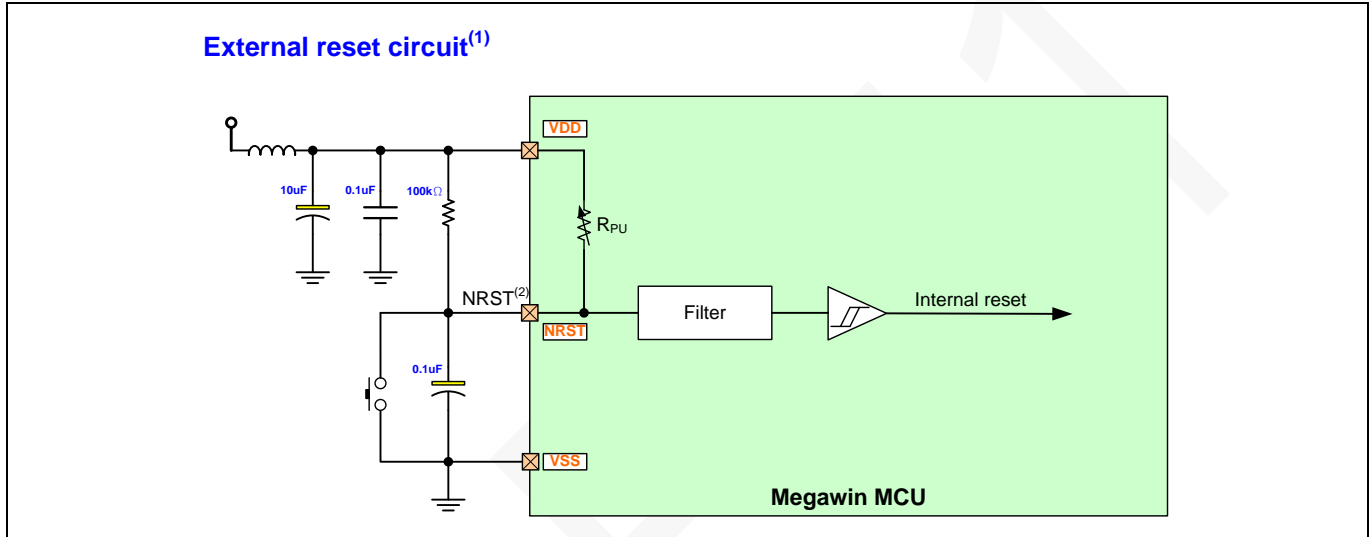 External reset circuit(1)
VDD
10uF
0.1uF
100kΩ
RPU
NRST(2)
Filter
Internal reset
NRST
0.1uF
VSS
Megawin MCU